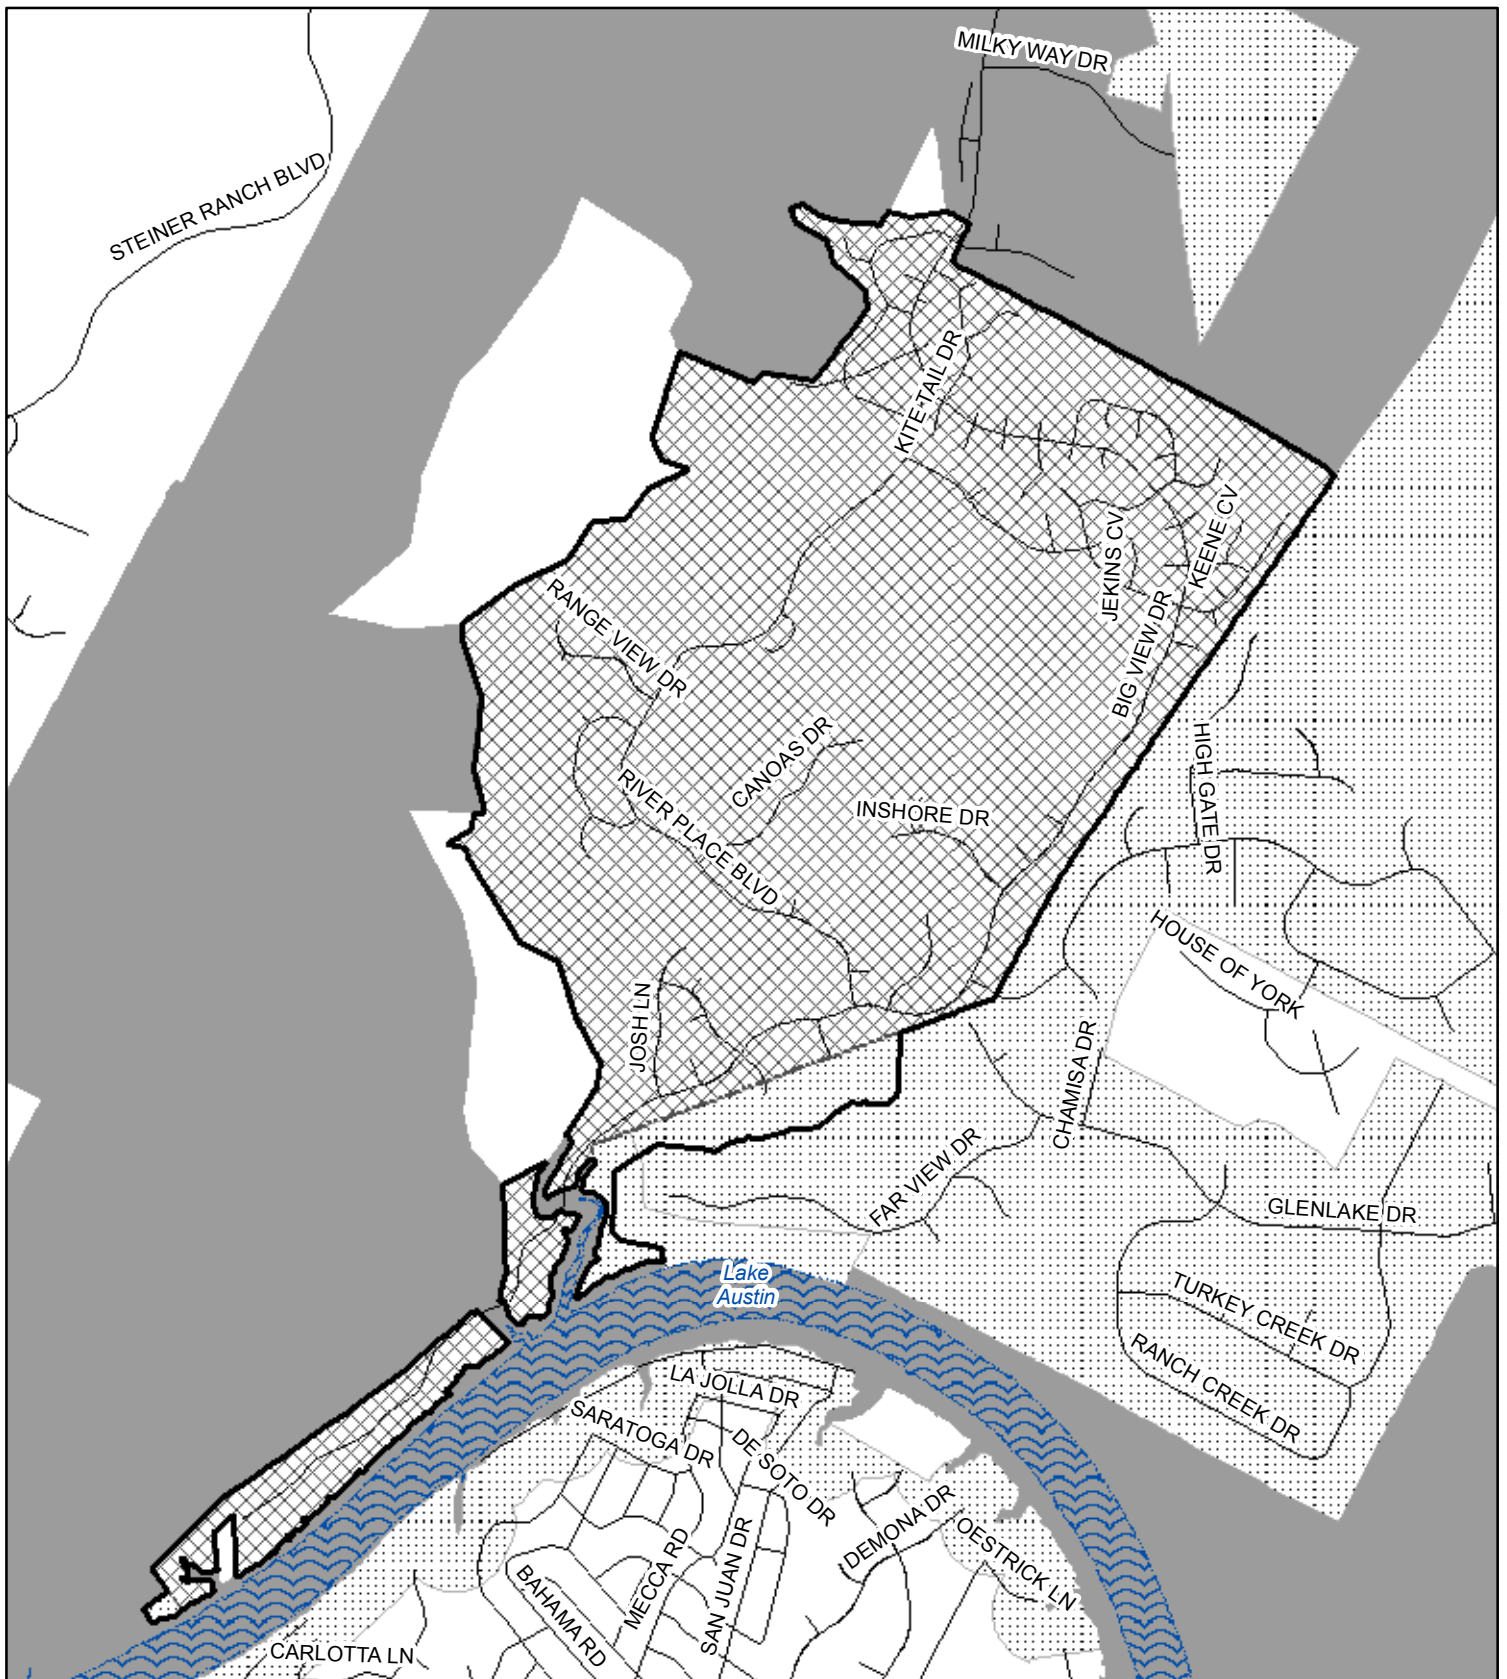 MILKY WAY DR
STEINER RANCH BLVD
KITE TAIL DR
KEENE CV
JEKINS CV
RANGE VIEW DR
BIG VIEW DR
CANOAS DR
HIGH GATE DR
RIVER PLACE BLVD
INSHORE DR
HOUSE OF YORK
JOSH LN
CHAMISA DR
FAR VIEW DR
GLENLAKE DR
Lake
Austin
TURKEY CREEK DR
RANCH CREEK DR
LA JOLLA DR
SARATOGA DR
DE SOTO DR
DEMONA DR
OESTRICK LN
MECCA RD
SAN JUAN DR
BAHAMA RD
CARLOTTA LN